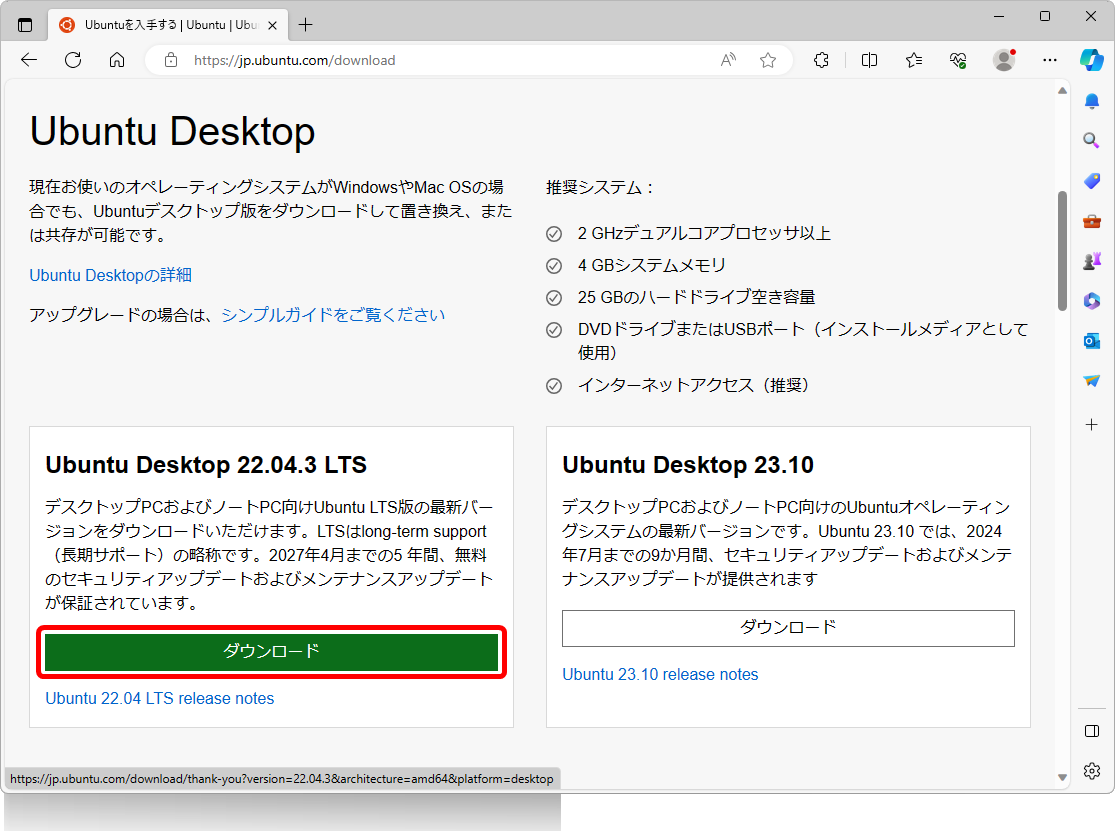 Ubuntuを入手する | Ubuntu | Ubu
https://jp.ubuntu.com/download
Ubuntu Desktop
現在お使いのオペレーティングシステムがWindowsやMac OSの場
合でも、Ubuntuデスクトップ版をダウンロードして置き換え、また
は共存が可能です。
Ubuntu Desktopの詳細
アップグレードの場合は、シンプルガイドをご覧ください
推奨システム：
2 GHzデュアルコアプロセッサ以上
4 GBシステムメモリ
25 GBのハードドライブ空き容量
DVDドライブまたはUSBポート（インストールメディアとして
使用）
インターネットアクセス（推奨）
Ubuntu Desktop 22.04.3 LTS
デスクトップPCおよびノートPC向けUbuntu LTS版の最新バー
ジョンをダウンロードいただけます。LTSはlong-term support
（長期サポート）の略称です。2027年4月までの5 年間、無料
のセキュリティアップデートおよびメンテナンスアップデート
が保証されています。
ダウンロード
Ubuntu 22.04 LTS release notes
Ubuntu Desktop 23.10
デスクトップPCおよびノートPC向けのUbuntuオペレーティン
グシステムの最新バージョンです。Ubuntu 23.10 では、2024
年7月までの9か月間、セキュリティアップデートおよびメンテ
ナンスアップデートが提供されます
ダウンロード
Ubuntu 23.10 release notes
https://jp.ubuntu.com/download/thank-you?version=22.04.3&architecture=amd64&platform=desktop